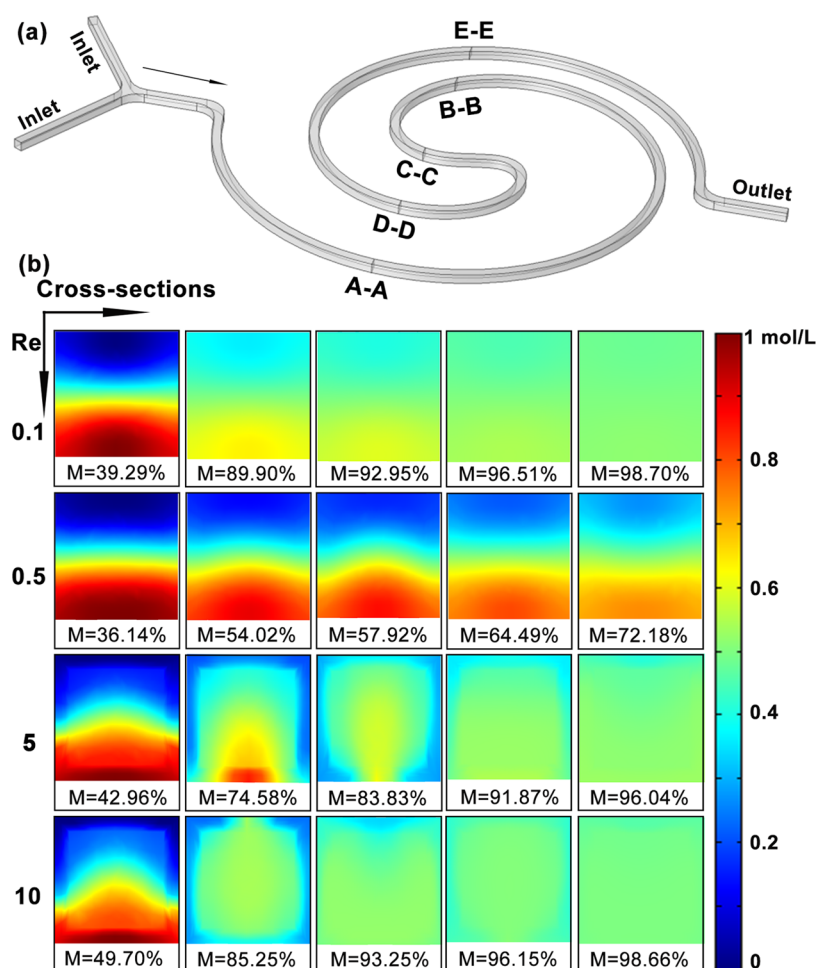 (a)
Inlet
Inlet
E-E
B-B
C-C
D-D
A-A
Outlet
(b)
Cross-sections
Re
1 mol/L
0.1
M=39.29% M=89.90% M=92.95% M=96.51% M=98.70%
0.8
0.5
0.6
M=36.14% M=54.02% M=57.92% M=64.49% M=72.18%
0.4
5
M=42.96% M=74.58% M=83.83% M=91.87% M=96.04%
0.2
10
M=49.70% M=85.25% M=93.25% M=96.15% M=98.66%
0